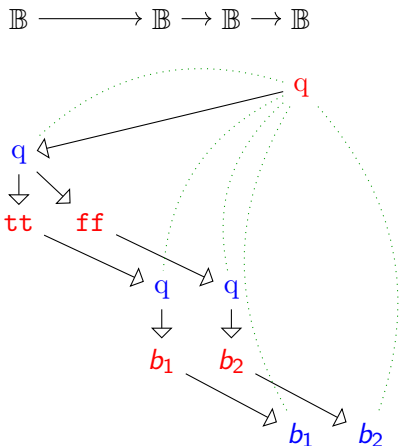 𝔹 ⟶ 𝔹 → 𝔹 → 𝔹
q
q
tt ff
q q
b₁ b₂
b₁ b₂